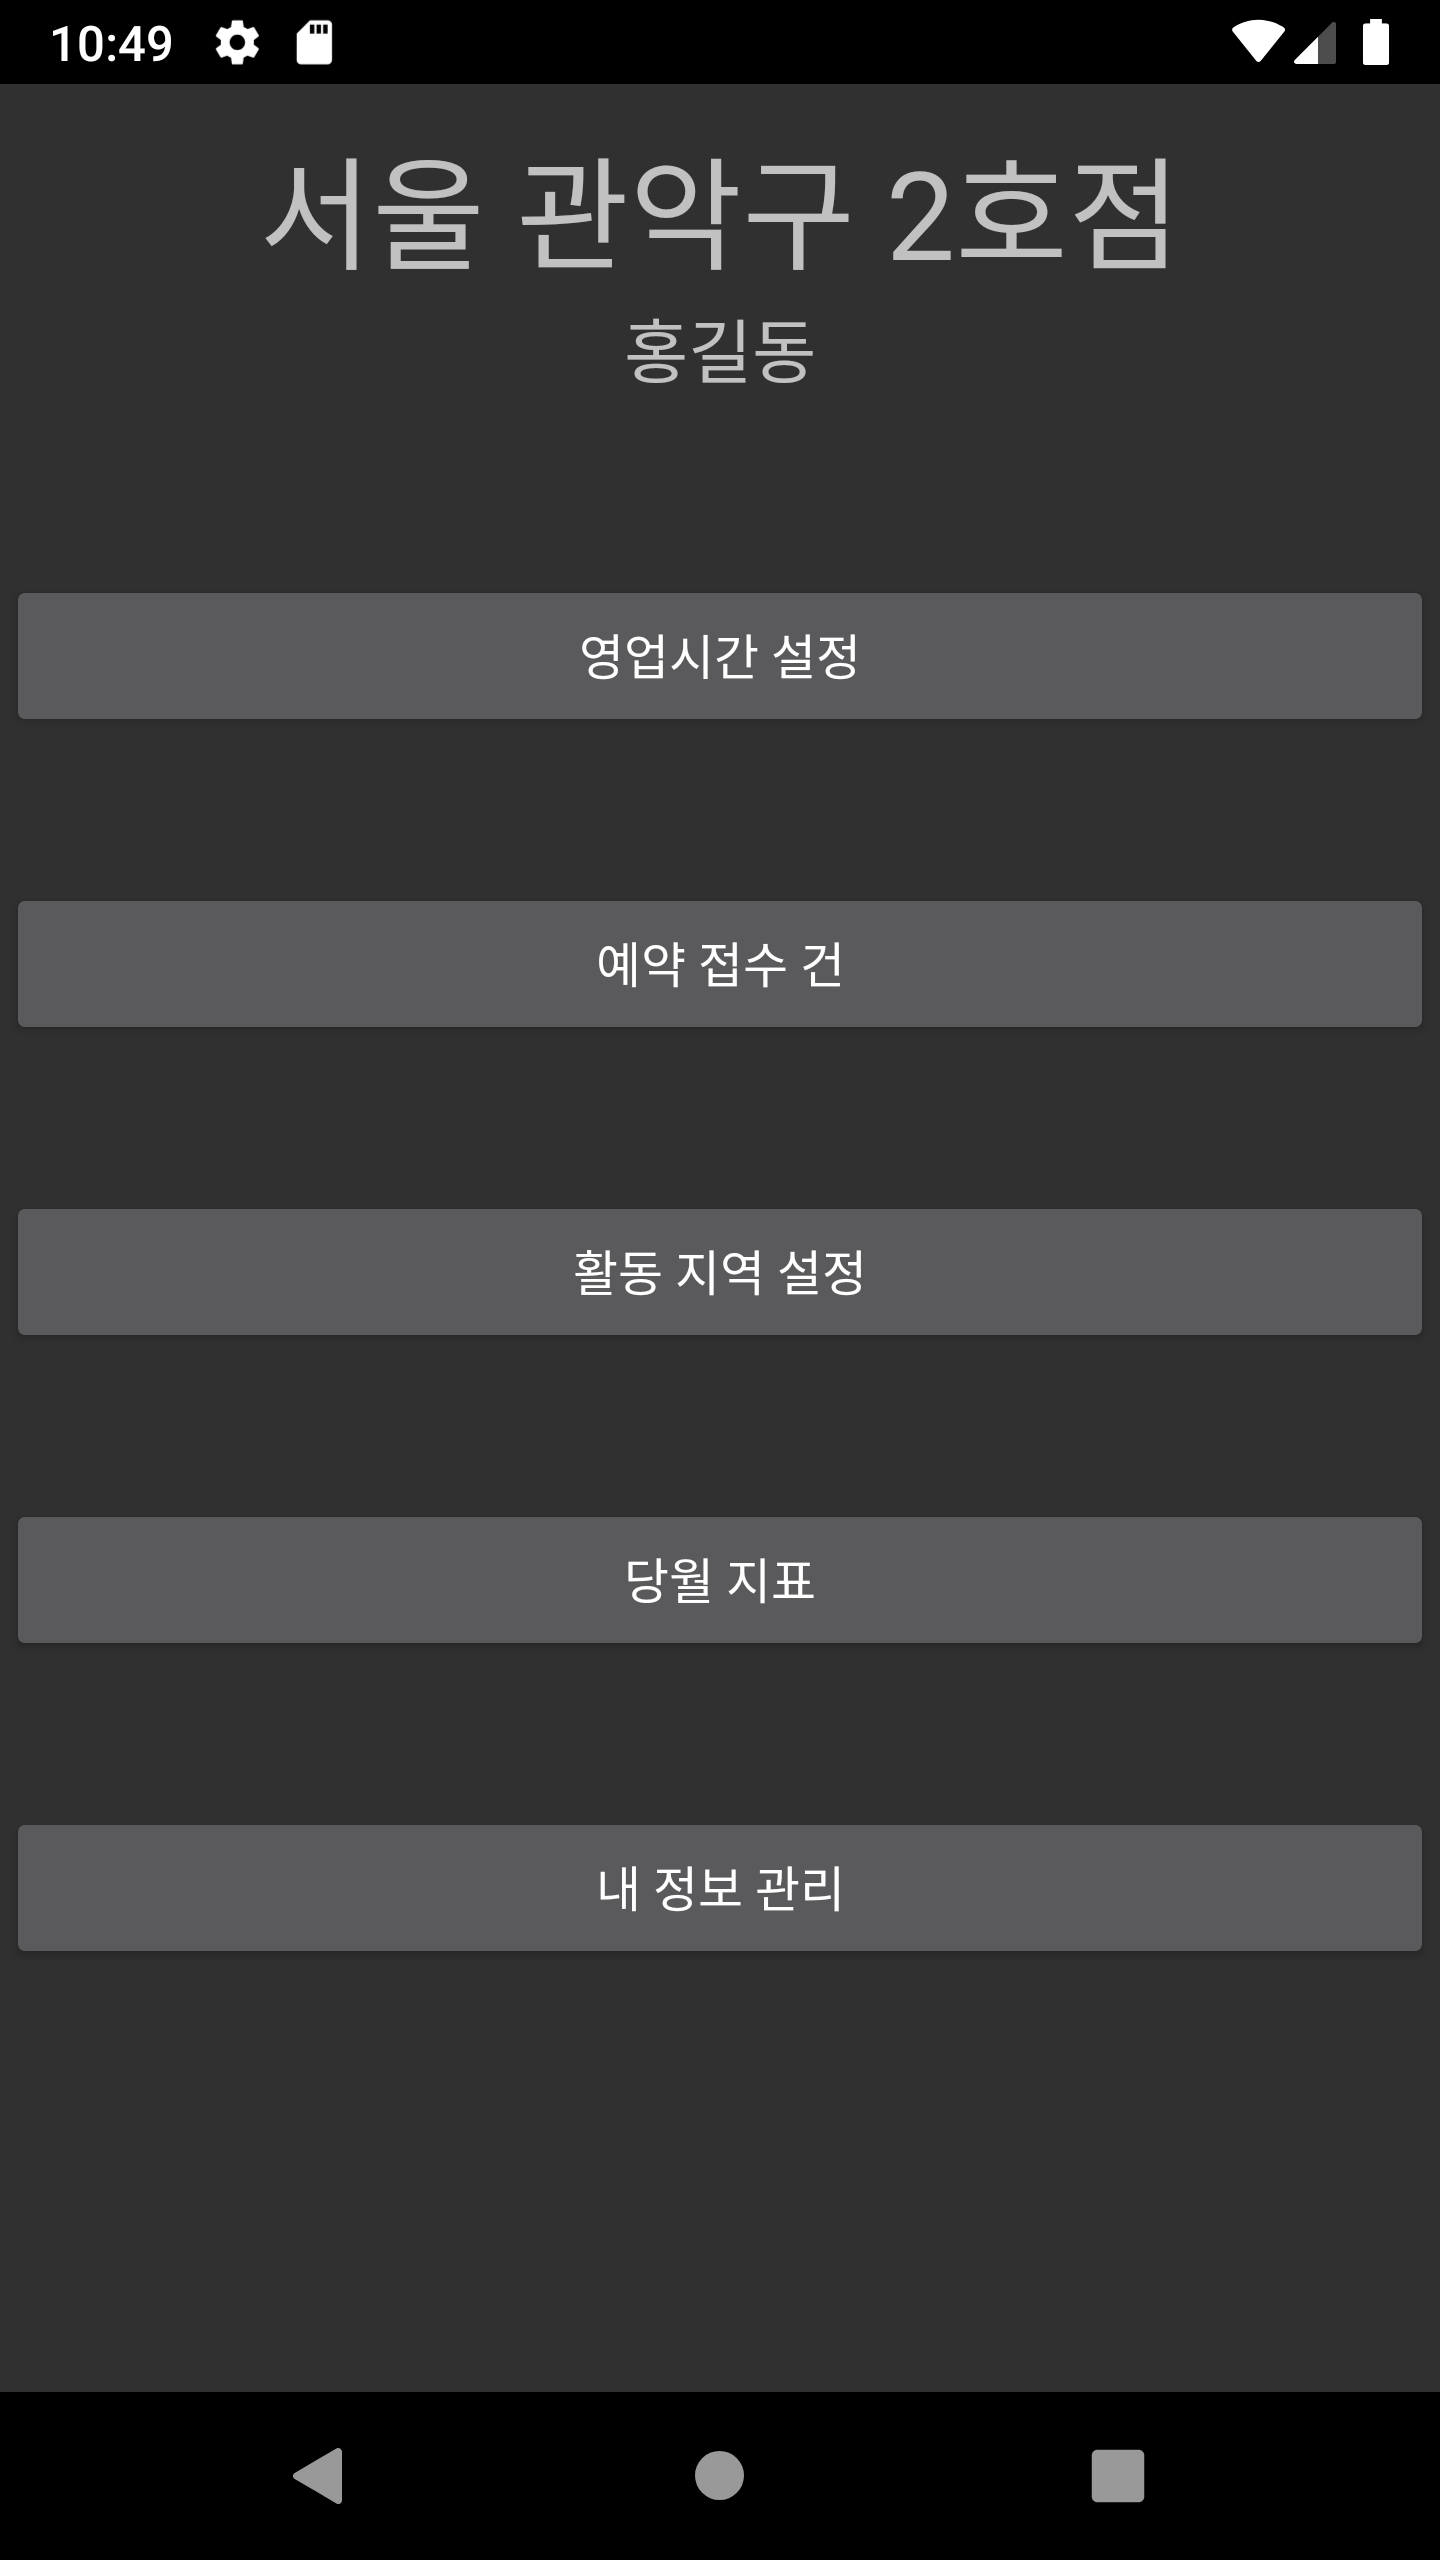 10:49
서울 관악구 2호점
홍길동
영업시간 설정
예약 접수 건
활동 지역 설정
당월 지표
내 정보 관리